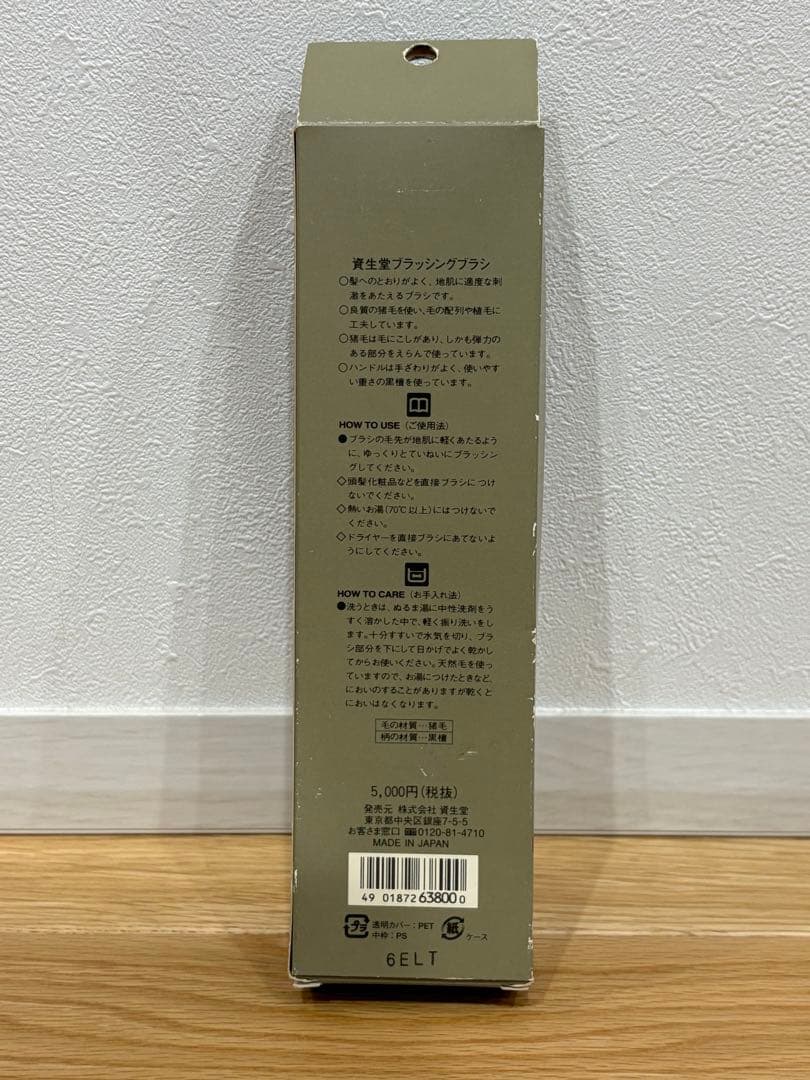 資生堂ブラッシングブラシ
○髪へのとおりがよく、地肌に適度な刺
激をあたえるブラシです。
○良質の猪毛を使い、毛の配列や植毛に
工夫しています。
○猪毛は毛にこしがあり、しかも弾力の
ある部分をえらんで使っています。
○ハンドルは手ざわりがよく、使いやす
い重さの黒檀を使っています。
HOW TO USE（ご使用法）
●ブラシの毛先が地肌に軽くあたるよう
に、ゆっくりとていねいにブラッシン
グしてください。
◇頭髪化粧品などを直接ブラシにつけ
ないでください。
◇熱いお湯（70℃以上）にはつけないで
ください。
◇ドライヤーを直接ブラシにあてないよ
うにしてください。
HOW TO CARE（お手入れ法）
●洗うときは、ぬるま湯に中性洗剤をう
すく溶かした中で、軽く振り洗いをしま
す。十分すすいで水気を切り、ブラ
シ部分を下にして日かげでよく乾かし
てからお使いください。天然毛を使っ
ていますので、お湯につけたときなど、
においのすることがありますが乾くと
においはなくなります。
毛の材質…猪毛
柄の材質…黒檀
5,000円（税抜）
発売元 株式会社 資生堂
東京都中央区銀座7-5-5
お客さま窓口 0120-81-4710
MADE IN JAPAN
49 01872 63800 0
プラ 透明カバー：PET
中枠：PS
紙 ケース
6ELT